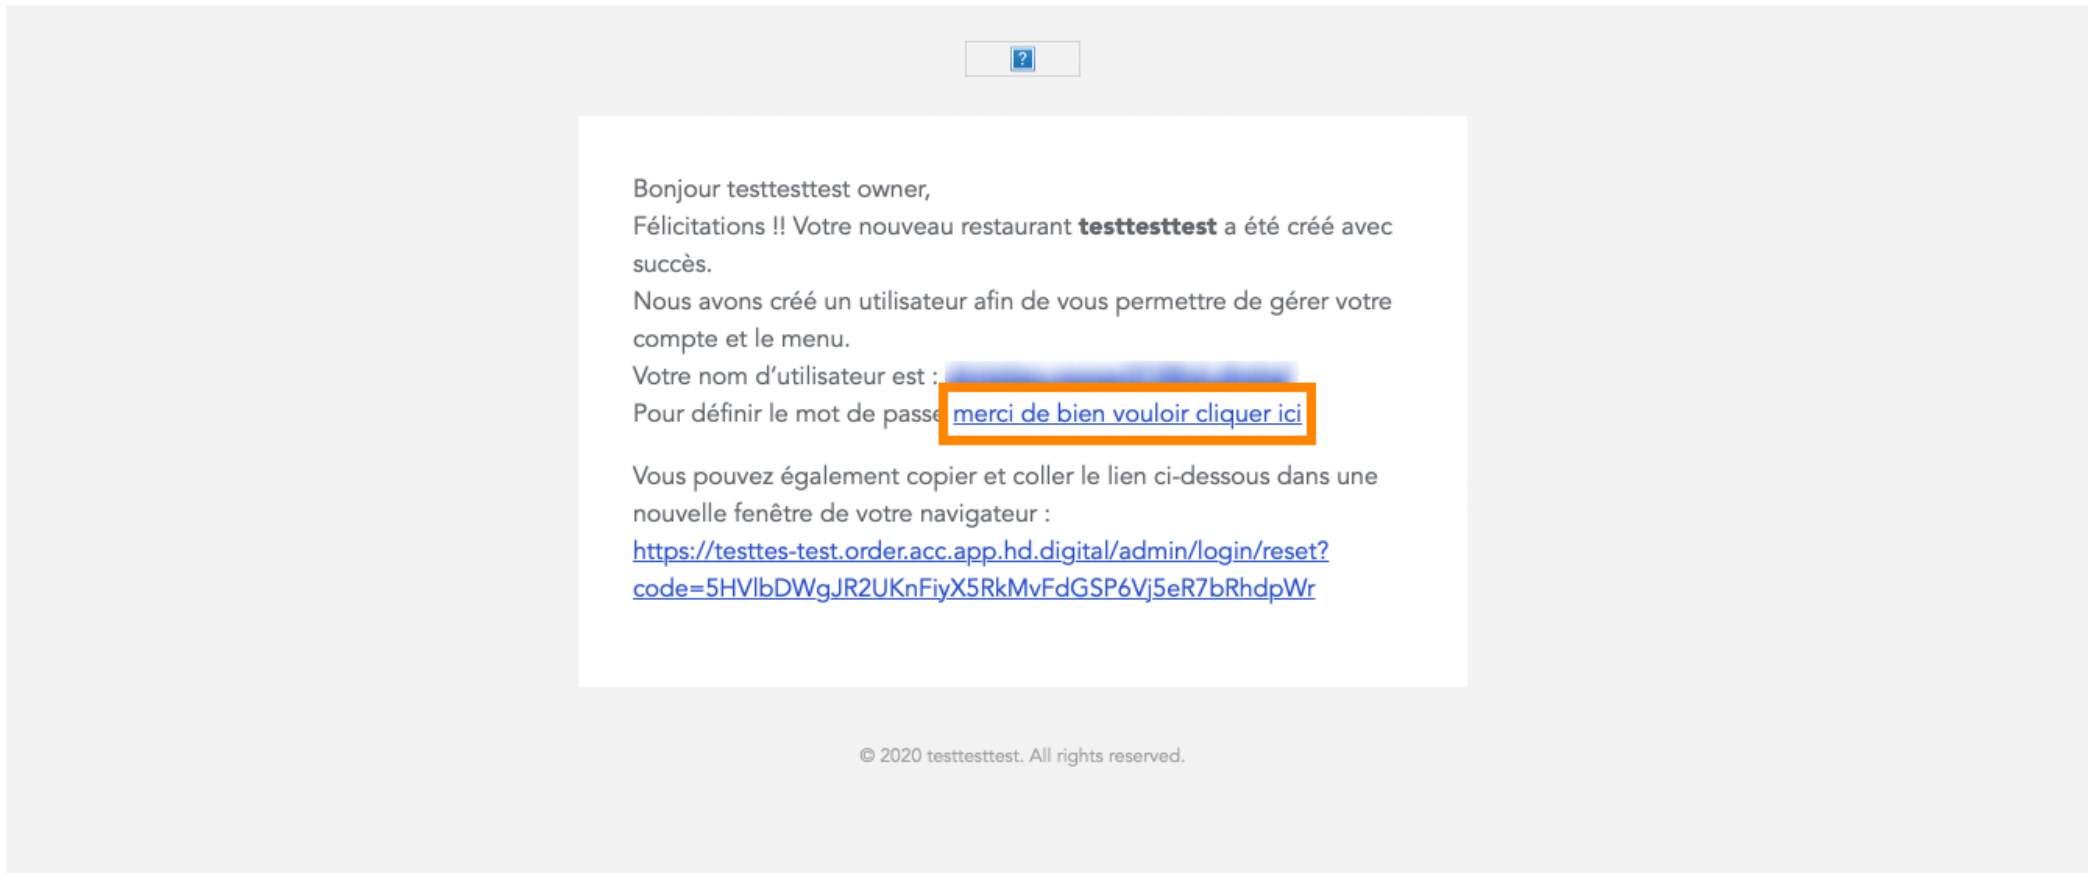 ?
Bonjour testtesttest owner,
Félicitations !! Votre nouveau restaurant testtesttest a été créé avec
succès.
Nous avons créé un utilisateur afin de vous permettre de gérer votre
compte et le menu.
Votre nom d'utilisateur est :
Pour définir le mot de passe merci de bien vouloir cliquer ici
Vous pouvez également copier et coller le lien ci-dessous dans une
nouvelle fenêtre de votre navigateur :
https://testtes-test.order.acc.app.hd.digital/admin/login/reset?
code=5HVlbDWgJR2UKnFiyX5RkMvFdGSP6Vj5eR7bRhdpWr
© 2020 testtesttest. All rights reserved.